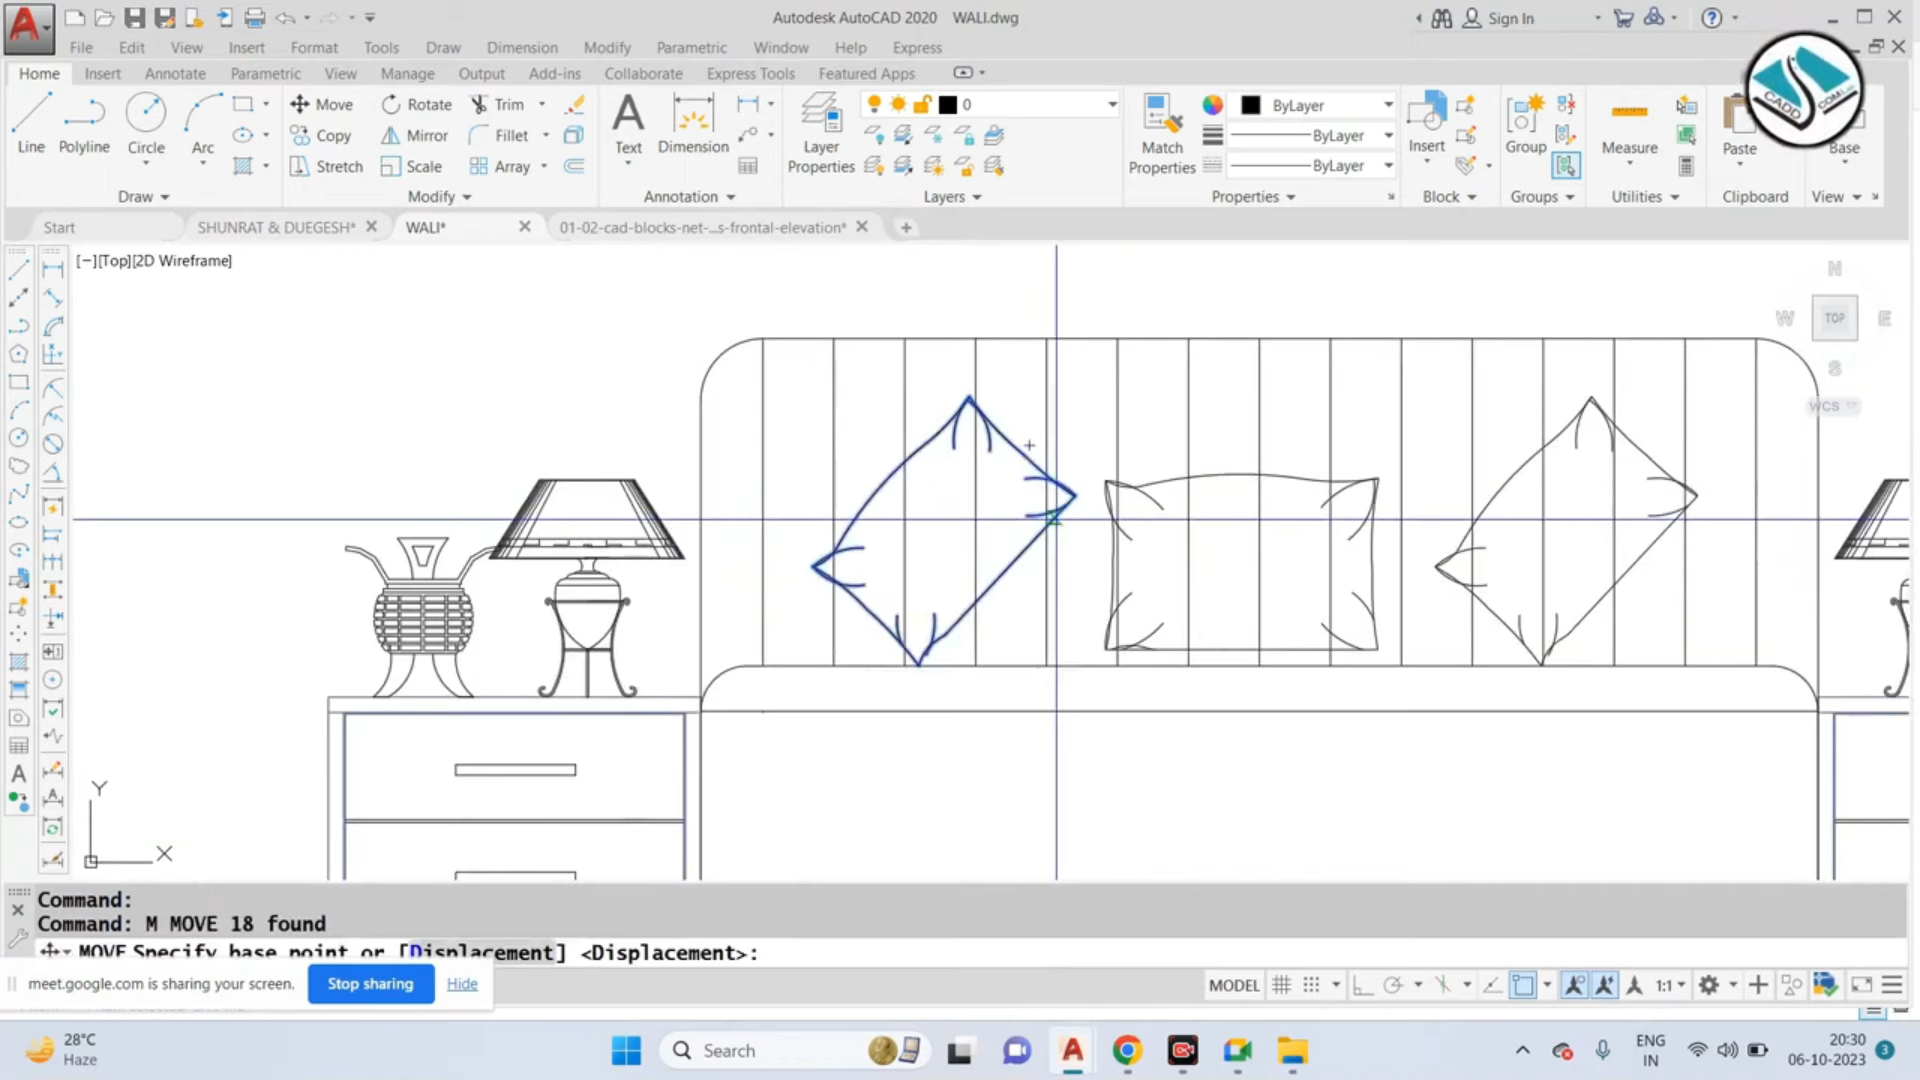 Autodesk AutoCAD 2020 WALI.dwg
Sign In
File Edit View Insert Format Tools Draw Dimension Modify Parametric Window Help Express
Home Insert Annotate Parametric View Manage Output Add-ins Collaborate Express Tools Featured Apps
Line Polyline Circle Arc
Move Rotate Trim
Copy Mirror Fillet
Stretch Scale Array
Text Dimension
Layer Properties
0
Match Properties
ByLayer
ByLayer
ByLayer
Insert
Group
Measure
Paste
Base
CADD
COM
Draw Modify Annotation Layers Properties Block Groups Utilities Clipboard View
Start SHUNRAT & DUEGESH* WALI* 01-02-cad-blocks-net-...s-frontal-elevation*
[−][Top][2D Wireframe]
N
W TOP E
S
WCS
Y
X
Command:
Command: M MOVE 18 found
MOVE Specify base point or [Displacement] <Displacement>:
meet.google.com is sharing your screen. Stop sharing Hide
MODEL 1:1
28°C
Haze
Search
ENG
IN
20:30
06-10-2023
3